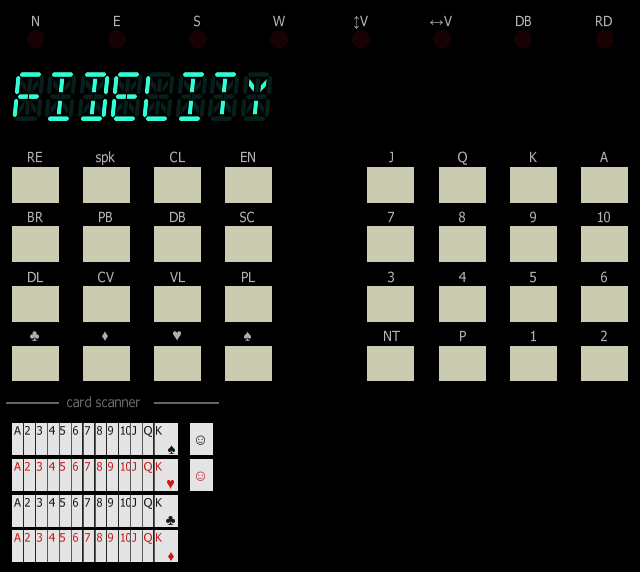 N E S W ↕V ↔V DB RD
FIDELITY
RE spk CL EN J Q K A
BR PB DB SC 7 8 9 10
DL CV VL PL 3 4 5 6
♣ ♦ ♥ ♠ NT P 1 2
card scanner
A 2 3 4 5 6 7 8 9 10 J Q K ♠ ☺
A 2 3 4 5 6 7 8 9 10 J Q K ♥ ☺
A 2 3 4 5 6 7 8 9 10 J Q K ♣
A 2 3 4 5 6 7 8 9 10 J Q K ♦